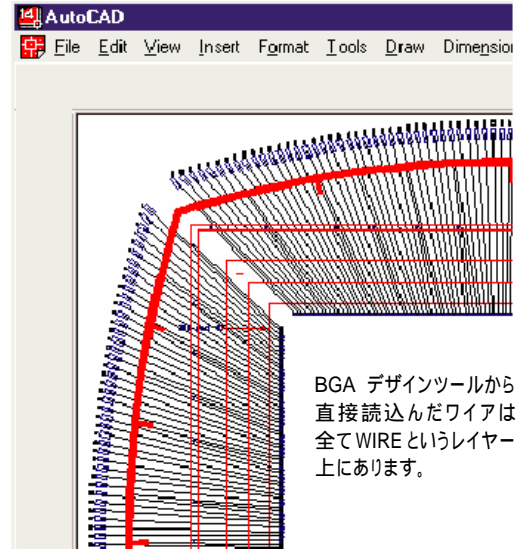 AutoCAD
File Edit View Insert Format Tools Draw Dimension
BGA デザインツールから
直接読込んだワイアは
全てWIREというレイヤー
上にあります。